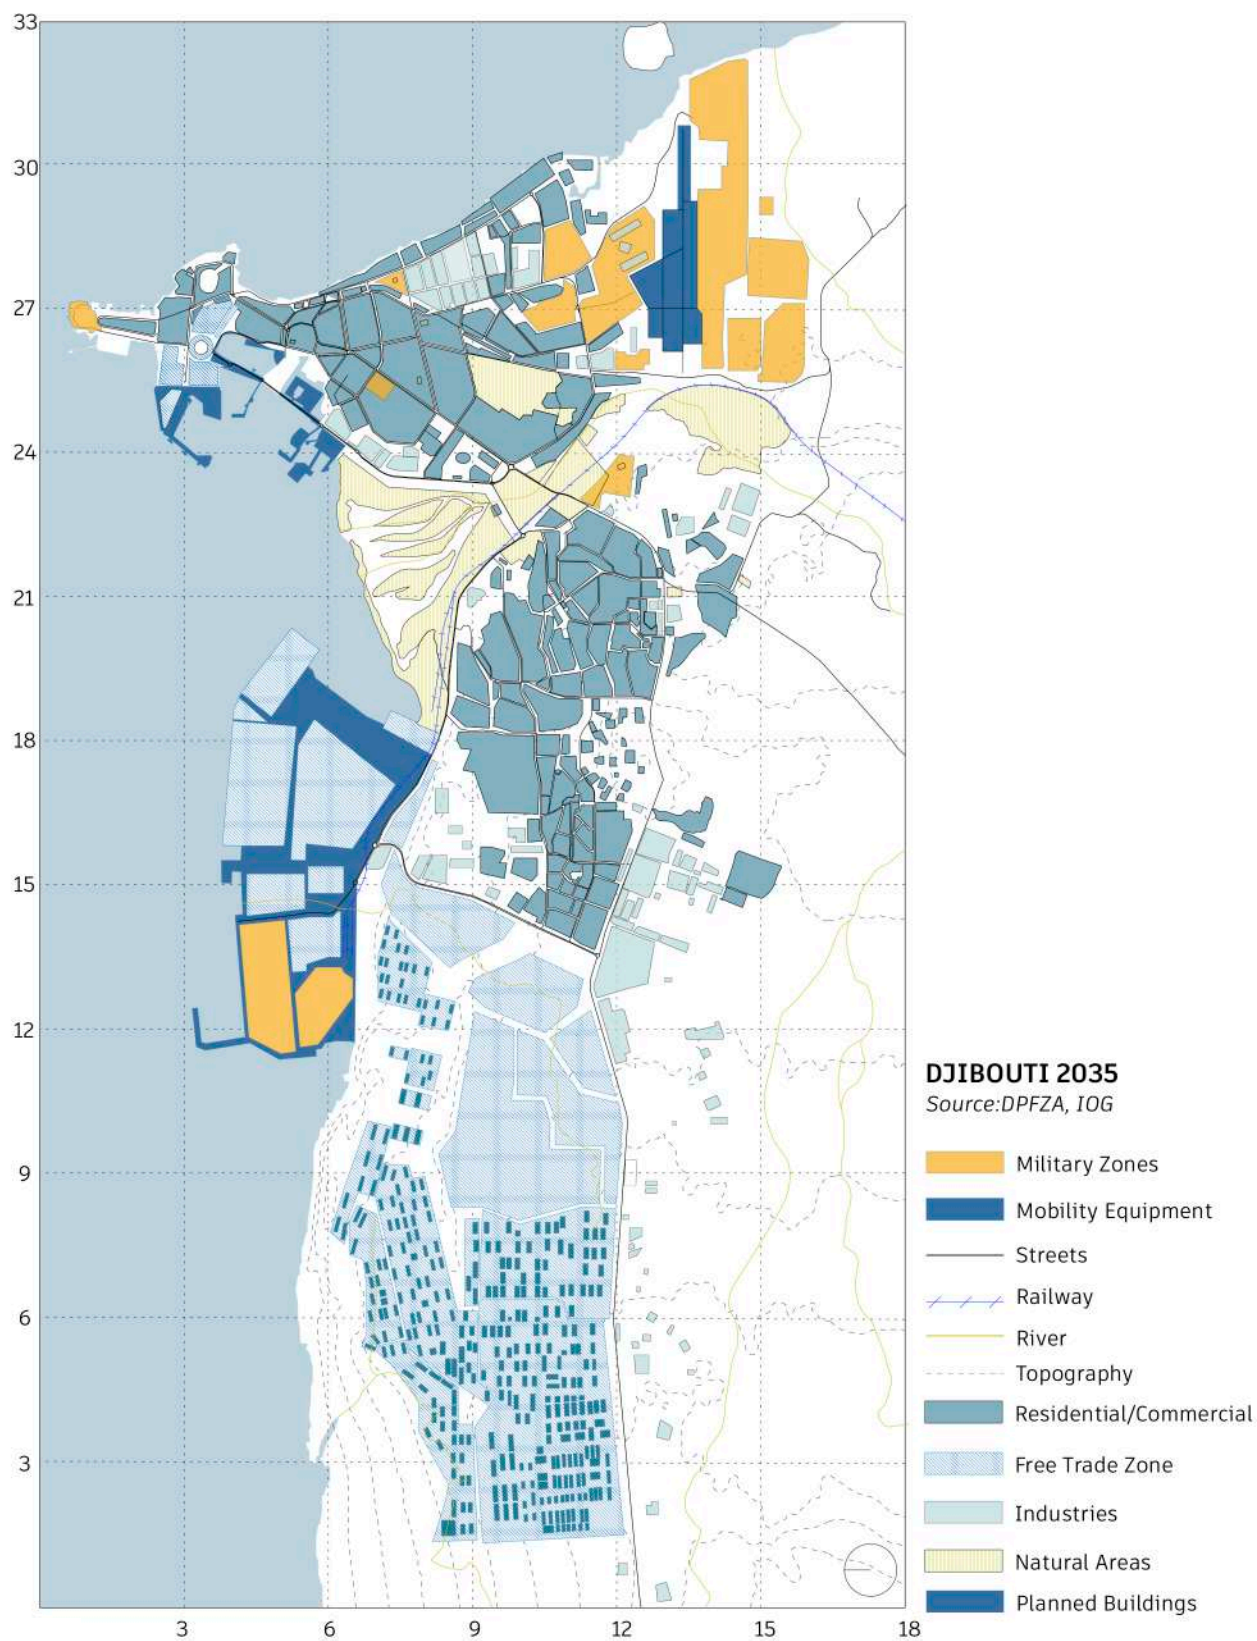 33
30
27
24
21
18
15
12
9
6
3
3
6
9
12
15
18
DJIBOUTI 2035
Source:DPFZA, IOG
Military Zones
Mobility Equipment
Streets
Railway
River
Topography
Residential/Commercial
Free Trade Zone
Industries
Natural Areas
Planned Buildings